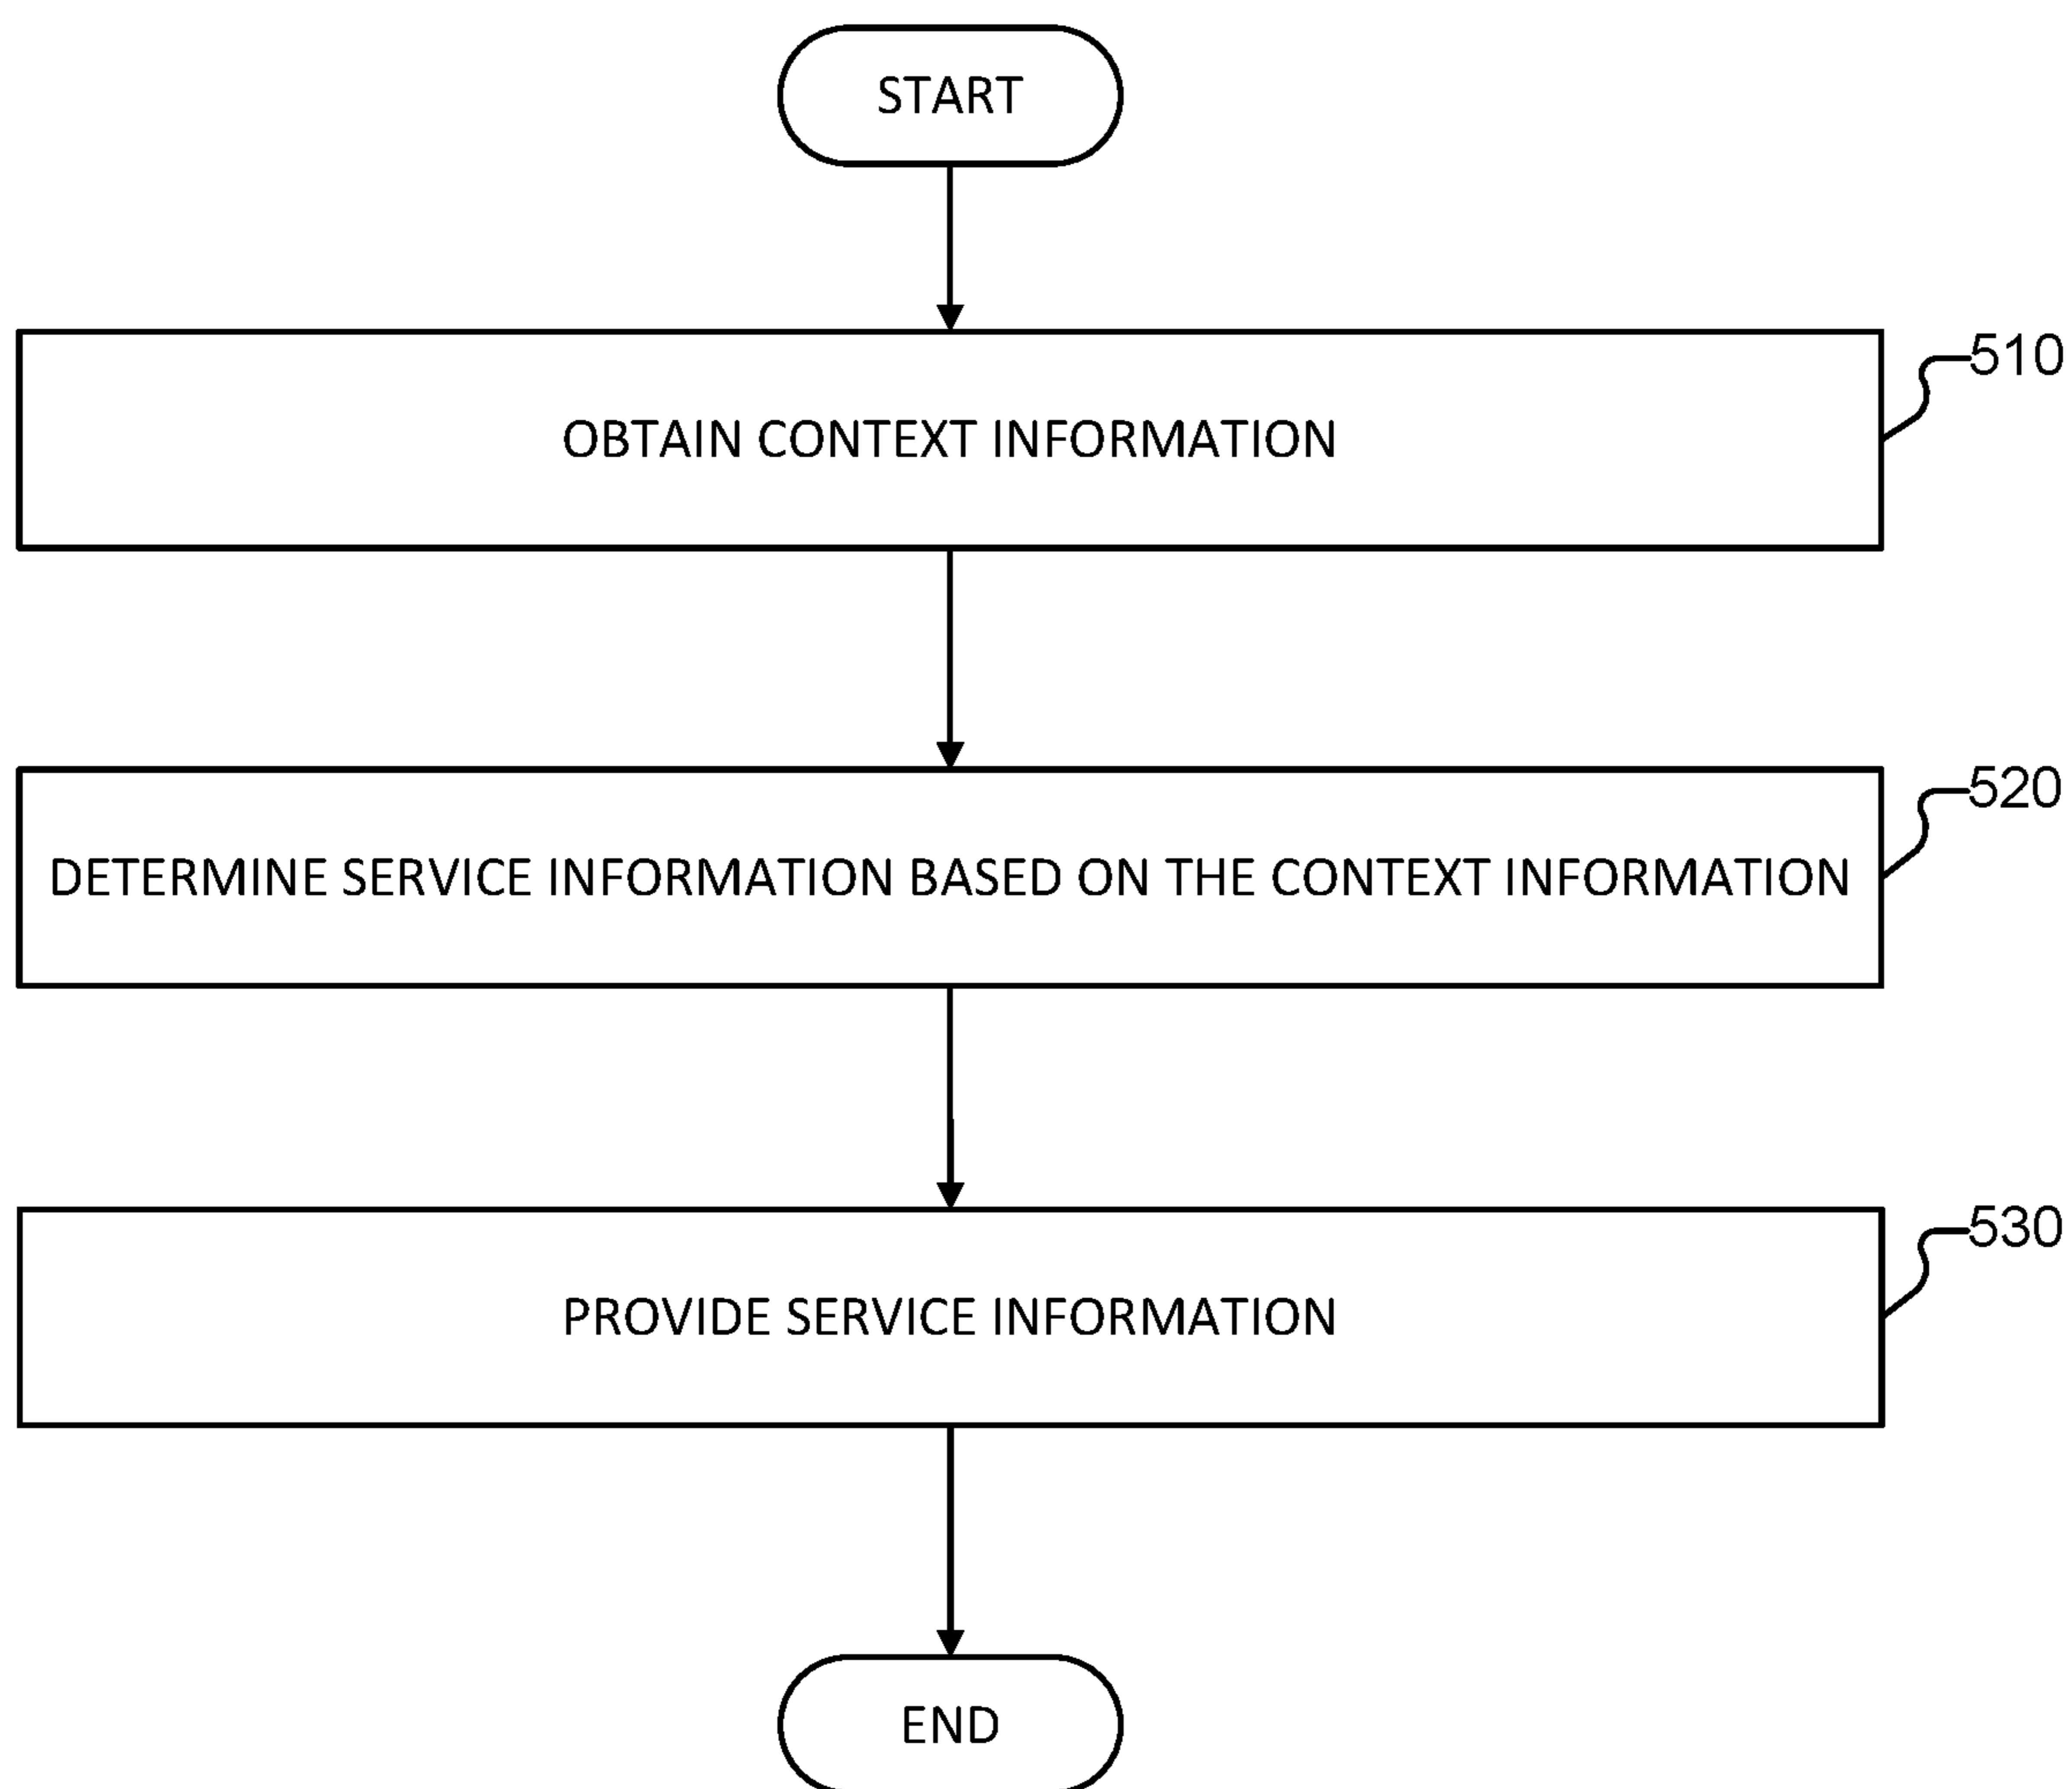 START
510
OBTAIN CONTEXT INFORMATION
520
DETERMINE SERVICE INFORMATION BASED ON THE CONTEXT INFORMATION
530
PROVIDE SERVICE INFORMATION
END